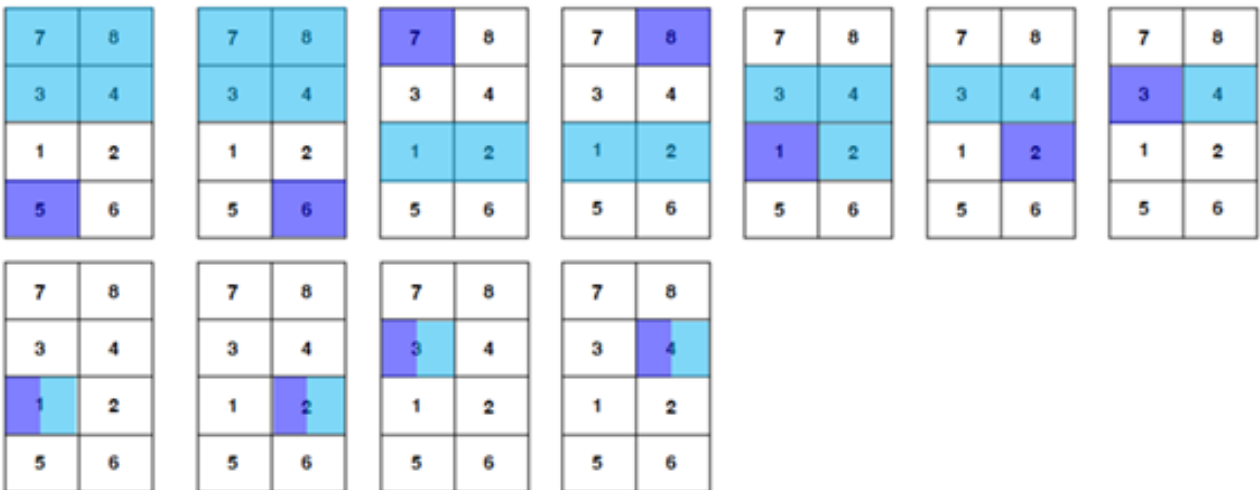 7 8 7 8 7 8 7 8 7 8 7 8 7 8
3 4 3 4 3 4 3 4 3 4 3 4 3 4
1 2 1 2 1 2 1 2 1 2 1 2 1 2
5 6 5 6 5 6 5 6 5 6 5 6 5 6
7 8 7 8 7 8 7 8
3 4 3 4 3 4 3 4
1 2 1 2 1 2 1 2
5 6 5 6 5 6 5 6